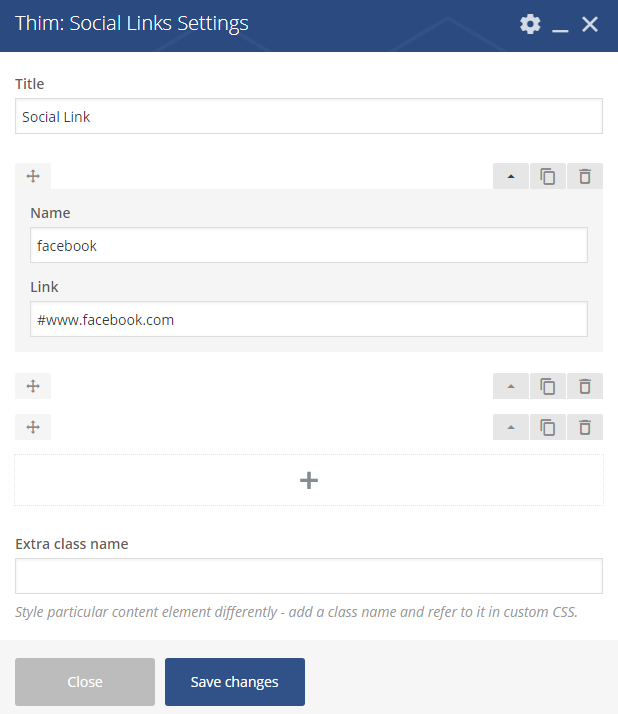 Thim: Social Links Settings
Title
Social Link
Name
facebook
Link
#www.facebook.com
Extra class name
Style particular content element differently - add a class name and refer to it in custom CSS.
Close
Save changes